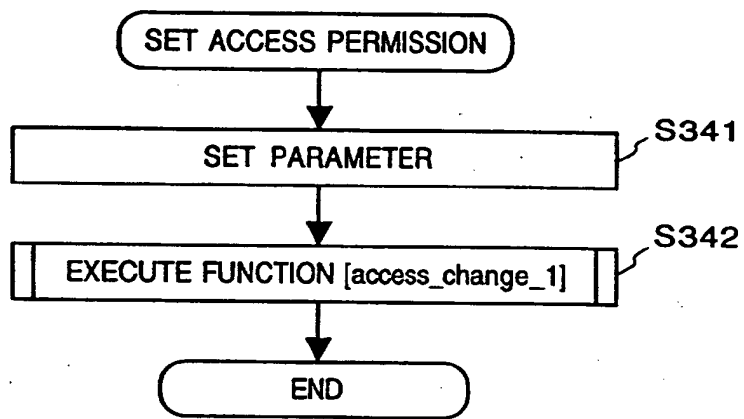 SET ACCESS PERMISSION
S341
SET PARAMETER
S342
EXECUTE FUNCTION [access_change_1]
END